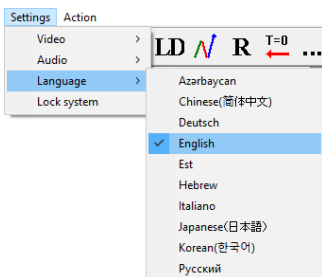 Settings Action
Video
Audio
Language
Lock system
LD R T=0 ...
Azərbaycan
Chinese(简体中文)
Deutsch
English
Est
Hebrew
Italiano
Japanese(日本語)
Korean(한국어)
Русский